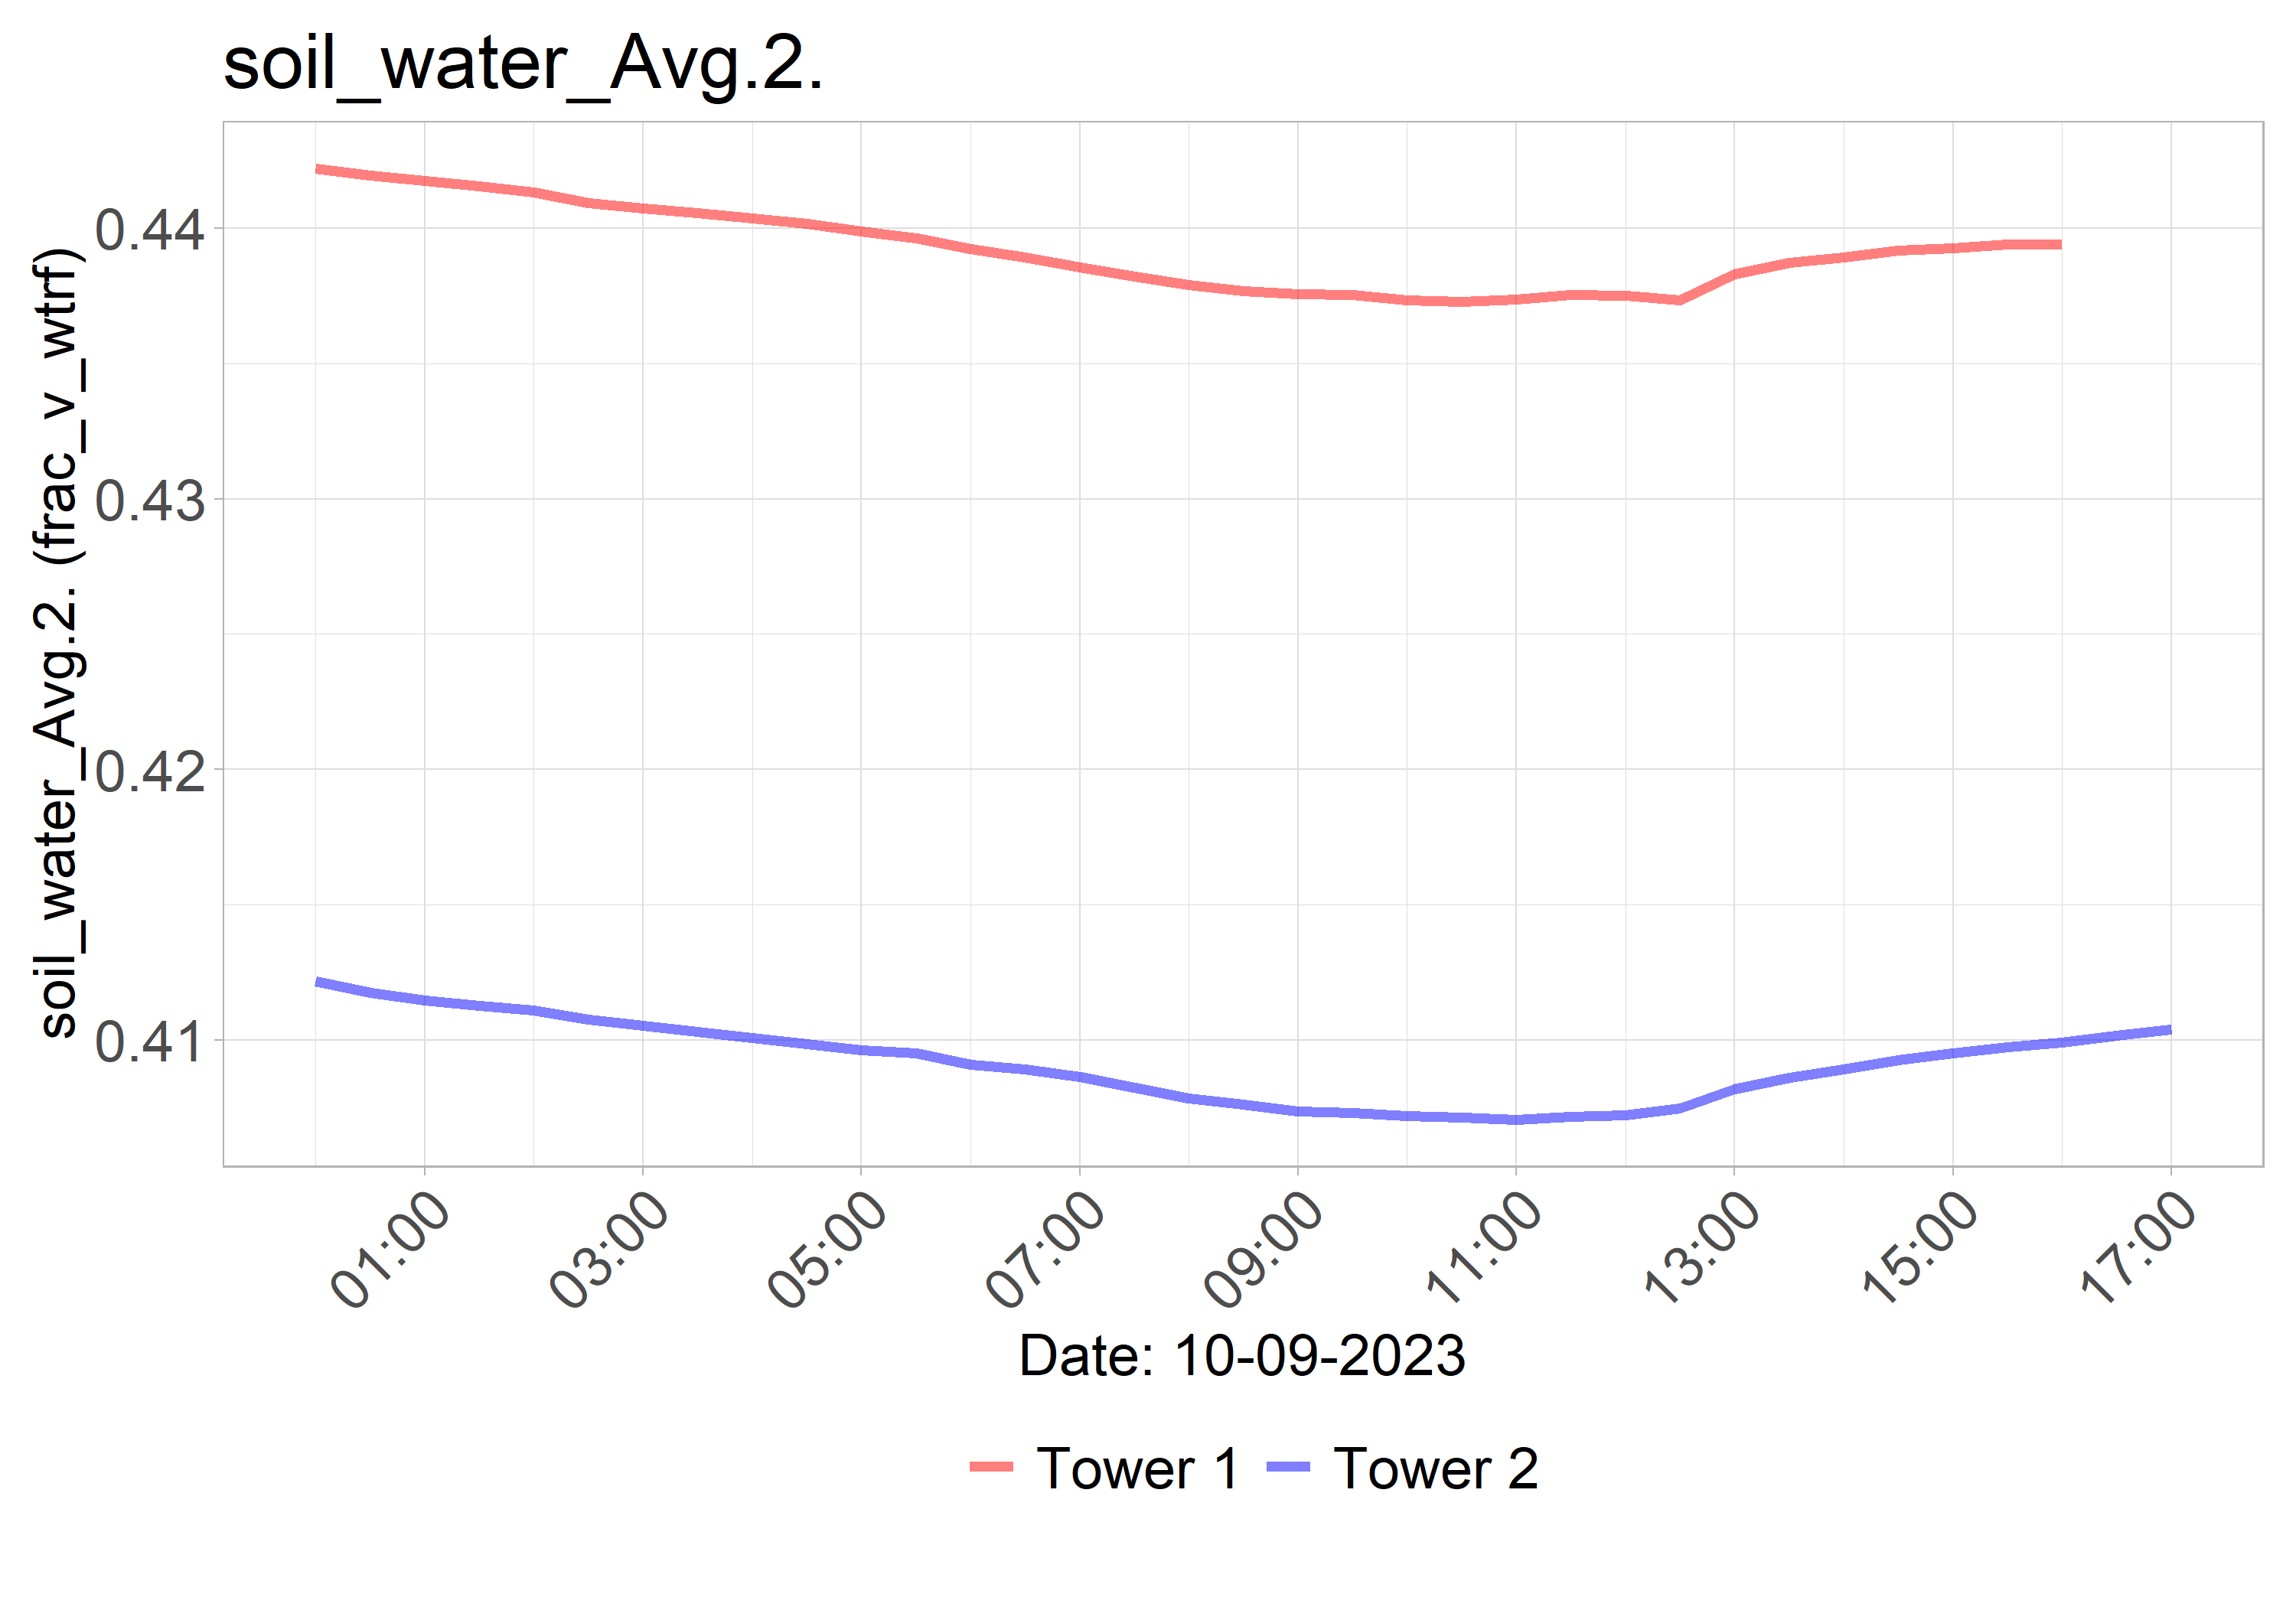 soil_water_Avg.2.
soil_water_Avg.2. (frac_v_wtrf)
0.44
0.43
0.42
0.41
01:00
03:00
05:00
07:00
09:00
11:00
13:00
15:00
17:00
Date: 10-09-2023
Tower 1
Tower 2